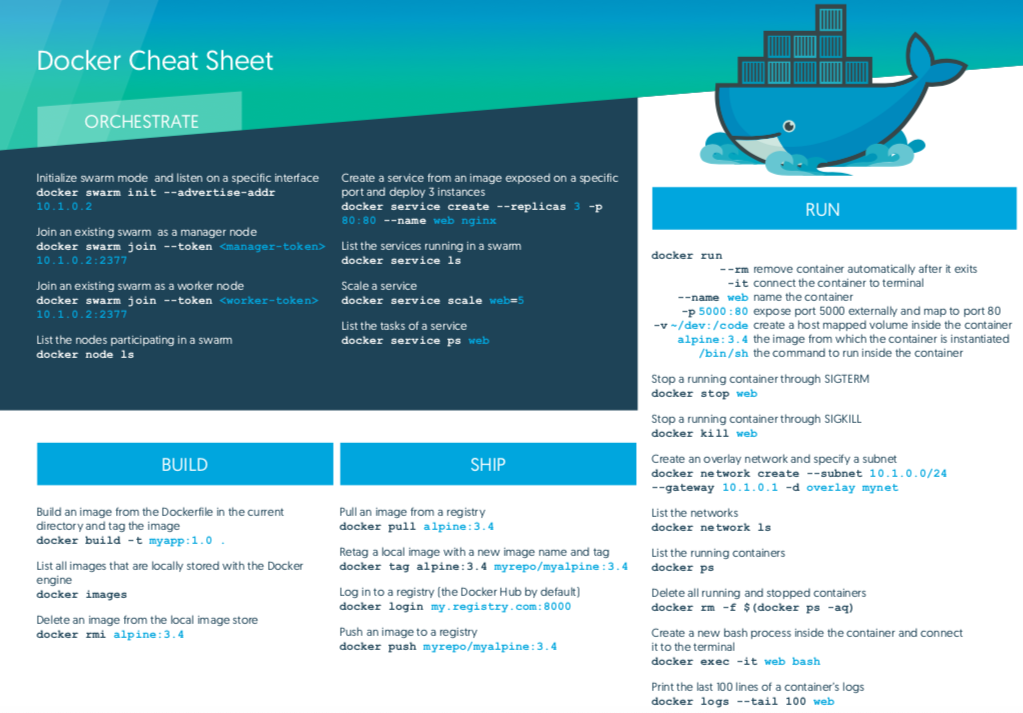 Docker Cheat Sheet
ORCHESTRATE
Initialize swarm mode and listen on a specific interface
docker swarm init --advertise-addr
10.1.0.2
Join an existing swarm as a manager node
docker swarm join --token <manager-token>
10.1.0.2:2377
Join an existing swarm as a worker node
docker swarm join --token <worker-token>
10.1.0.2:2377
List the nodes participating in a swarm
docker node ls
Create a service from an image exposed on a specific
port and deploy 3 instances
docker service create --replicas 3 -p
80:80 --name web nginx
List the services running in a swarm
docker service ls
Scale a service
docker service scale web=5
List the tasks of a service
docker service ps web
BUILD
Build an image from the Dockerfile in the current
directory and tag the image
docker build -t myapp:1.0 .
List all images that are locally stored with the Docker
engine
docker images
Delete an image from the local image store
docker rmi alpine:3.4
SHIP
Pull an image from a registry
docker pull alpine:3.4
Retag a local image with a new image name and tag
docker tag alpine:3.4 myrepo/myalpine:3.4
Log in to a registry (the Docker Hub by default)
docker login my.registry.com:8000
Push an image to a registry
docker push myrepo/myalpine:3.4
RUN
docker run
--rm remove container automatically after it exits
-it connect the container to terminal
--name web name the container
-p 5000:80 expose port 5000 externally and map to port 80
-v ~/dev:/code create a host mapped volume inside the container
alpine:3.4 the image from which the container is instantiated
/bin/sh the command to run inside the container
Stop a running container through SIGTERM
docker stop web
Stop a running container through SIGKILL
docker kill web
Create an overlay network and specify a subnet
docker network create --subnet 10.1.0.0/24
--gateway 10.1.0.1 -d overlay mynet
List the networks
docker network ls
List the running containers
docker ps
Delete all running and stopped containers
docker rm -f $(docker ps -aq)
Create a new bash process inside the container and connect
it to the terminal
docker exec -it web bash
Print the last 100 lines of a container's logs
docker logs --tail 100 web